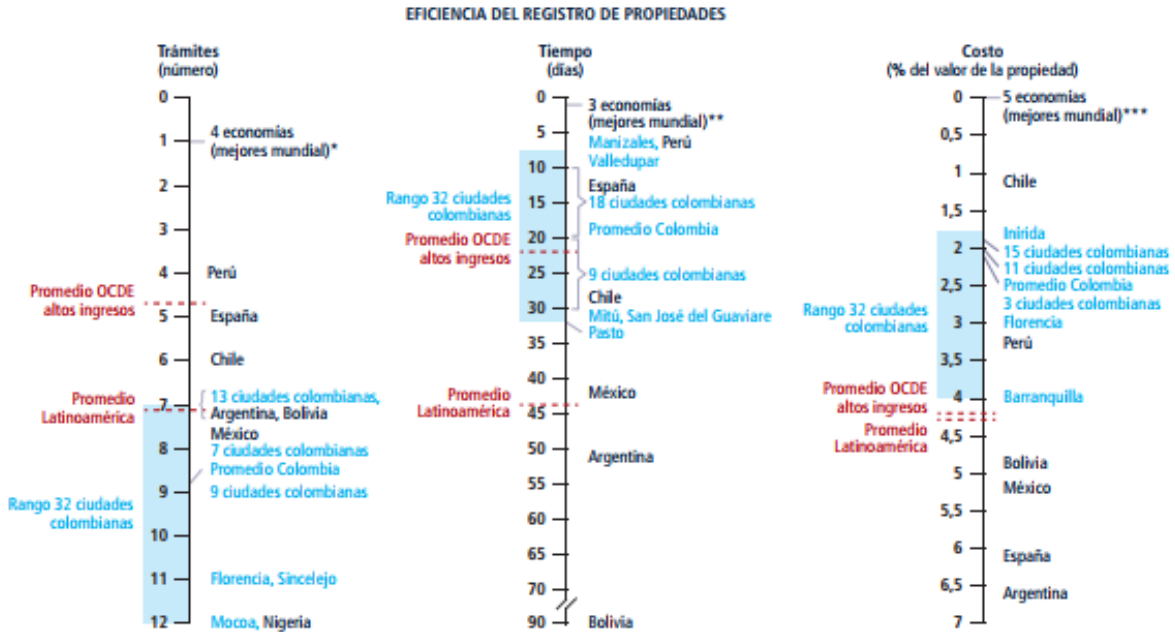 EFICIENCIA DEL REGISTRO DE PROPIEDADES
Trámites
(número)
0
1
2
3
4
5
6
7
8
9
10
11
12
4 economías
(mejores mundial)*
Perú
Promedio OCDE
altos ingresos
España
Chile
Promedio
Latinoamérica
13 ciudades colombianas,
Argentina, Bolivia
México
7 ciudades colombianas
Promedio Colombia
9 ciudades colombianas
Rango 32 ciudades
colombianas
Florencia, Sincelejo
Mocoa, Nigeria
Tiempo
(días)
0
5
10
15
20
25
30
35
40
45
50
55
60
65
70
90
3 economías
(mejores mundial)**
Manizales, Perú
Valledupar
España
18 ciudades colombianas
Rango 32 ciudades
colombianas
Promedio Colombia
Promedio OCDE
altos ingresos
9 ciudades colombianas
Chile
Mitú, San José del Guaviare
Pasto
México
Promedio
Latinoamérica
Argentina
Bolivia
Costo
(% del valor de la propiedad)
0
0,5
1
1,5
2
2,5
3
3,5
4
4,5
5
5,5
6
6,5
7
5 economías
(mejores mundial)***
Chile
Inirida
15 ciudades colombianas
11 ciudades colombianas
Promedio Colombia
3 ciudades colombianas
Rango 32 ciudades
colombianas
Florencia
Perú
Promedio OCDE
altos ingresos
Barranquilla
Promedio
Latinoamérica
Bolivia
México
España
Argentina